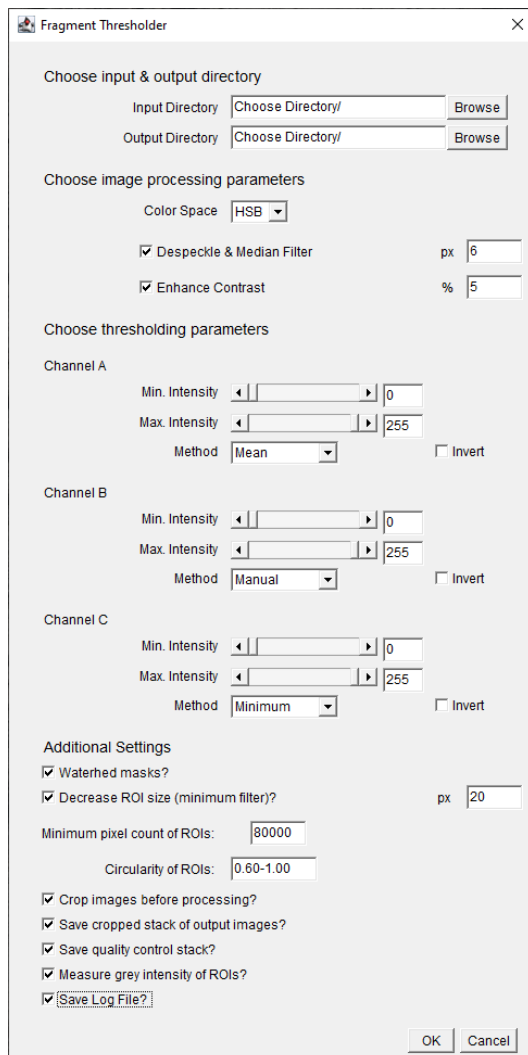 Fragment Thresholder
Choose input & output directory
Input Directory Choose Directory/ Browse
Output Directory Choose Directory/ Browse
Choose image processing parameters
Color Space HSB
Despeckle & Median Filter px 6
Enhance Contrast % 5
Choose thresholding parameters
Channel A
Min. Intensity 0
Max. Intensity 255
Method Mean Invert
Channel B
Min. Intensity 0
Max. Intensity 255
Method Manual Invert
Channel C
Min. Intensity 0
Max. Intensity 255
Method Minimum Invert
Additional Settings
Waterhed masks?
Decrease ROI size (minimum filter)? px 20
Minimum pixel count of ROIs: 80000
Circularity of ROIs: 0.60-1.00
Crop images before processing?
Save cropped stack of output images?
Save quality control stack?
Measure grey intensity of ROIs?
Save Log File?
OK Cancel